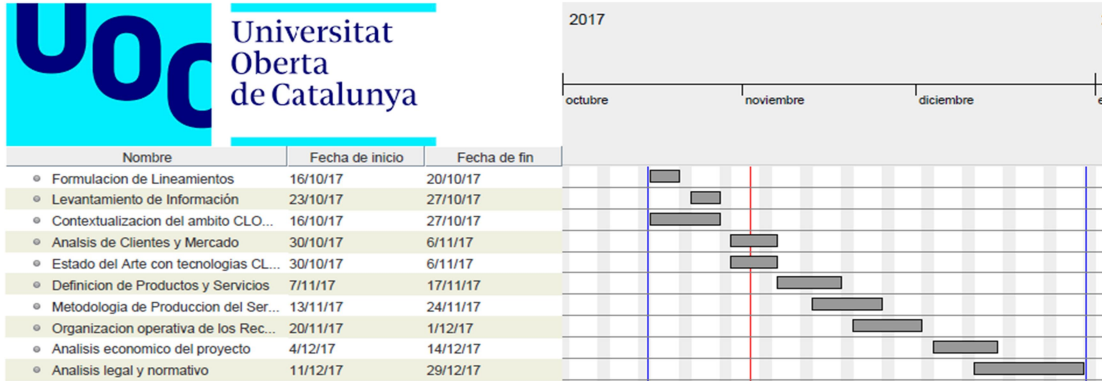 UOC
Universitat
Oberta
de Catalunya
2017
octubre noviembre diciembre e
Nombre Fecha de inicio Fecha de fin
Formulacion de Lineamientos 16/10/17 20/10/17
Levantamiento de Información 23/10/17 27/10/17
Contextualizacion del ambito CLO... 16/10/17 27/10/17
Analsis de Clientes y Mercado 30/10/17 6/11/17
Estado del Arte con tecnologias CL... 30/10/17 6/11/17
Definicion de Productos y Servicios 7/11/17 17/11/17
Metodologia de Produccion del Ser... 13/11/17 24/11/17
Organizacion operativa de los Rec... 20/11/17 1/12/17
Analisis economico del proyecto 4/12/17 14/12/17
Analisis legal y normativo 11/12/17 29/12/17